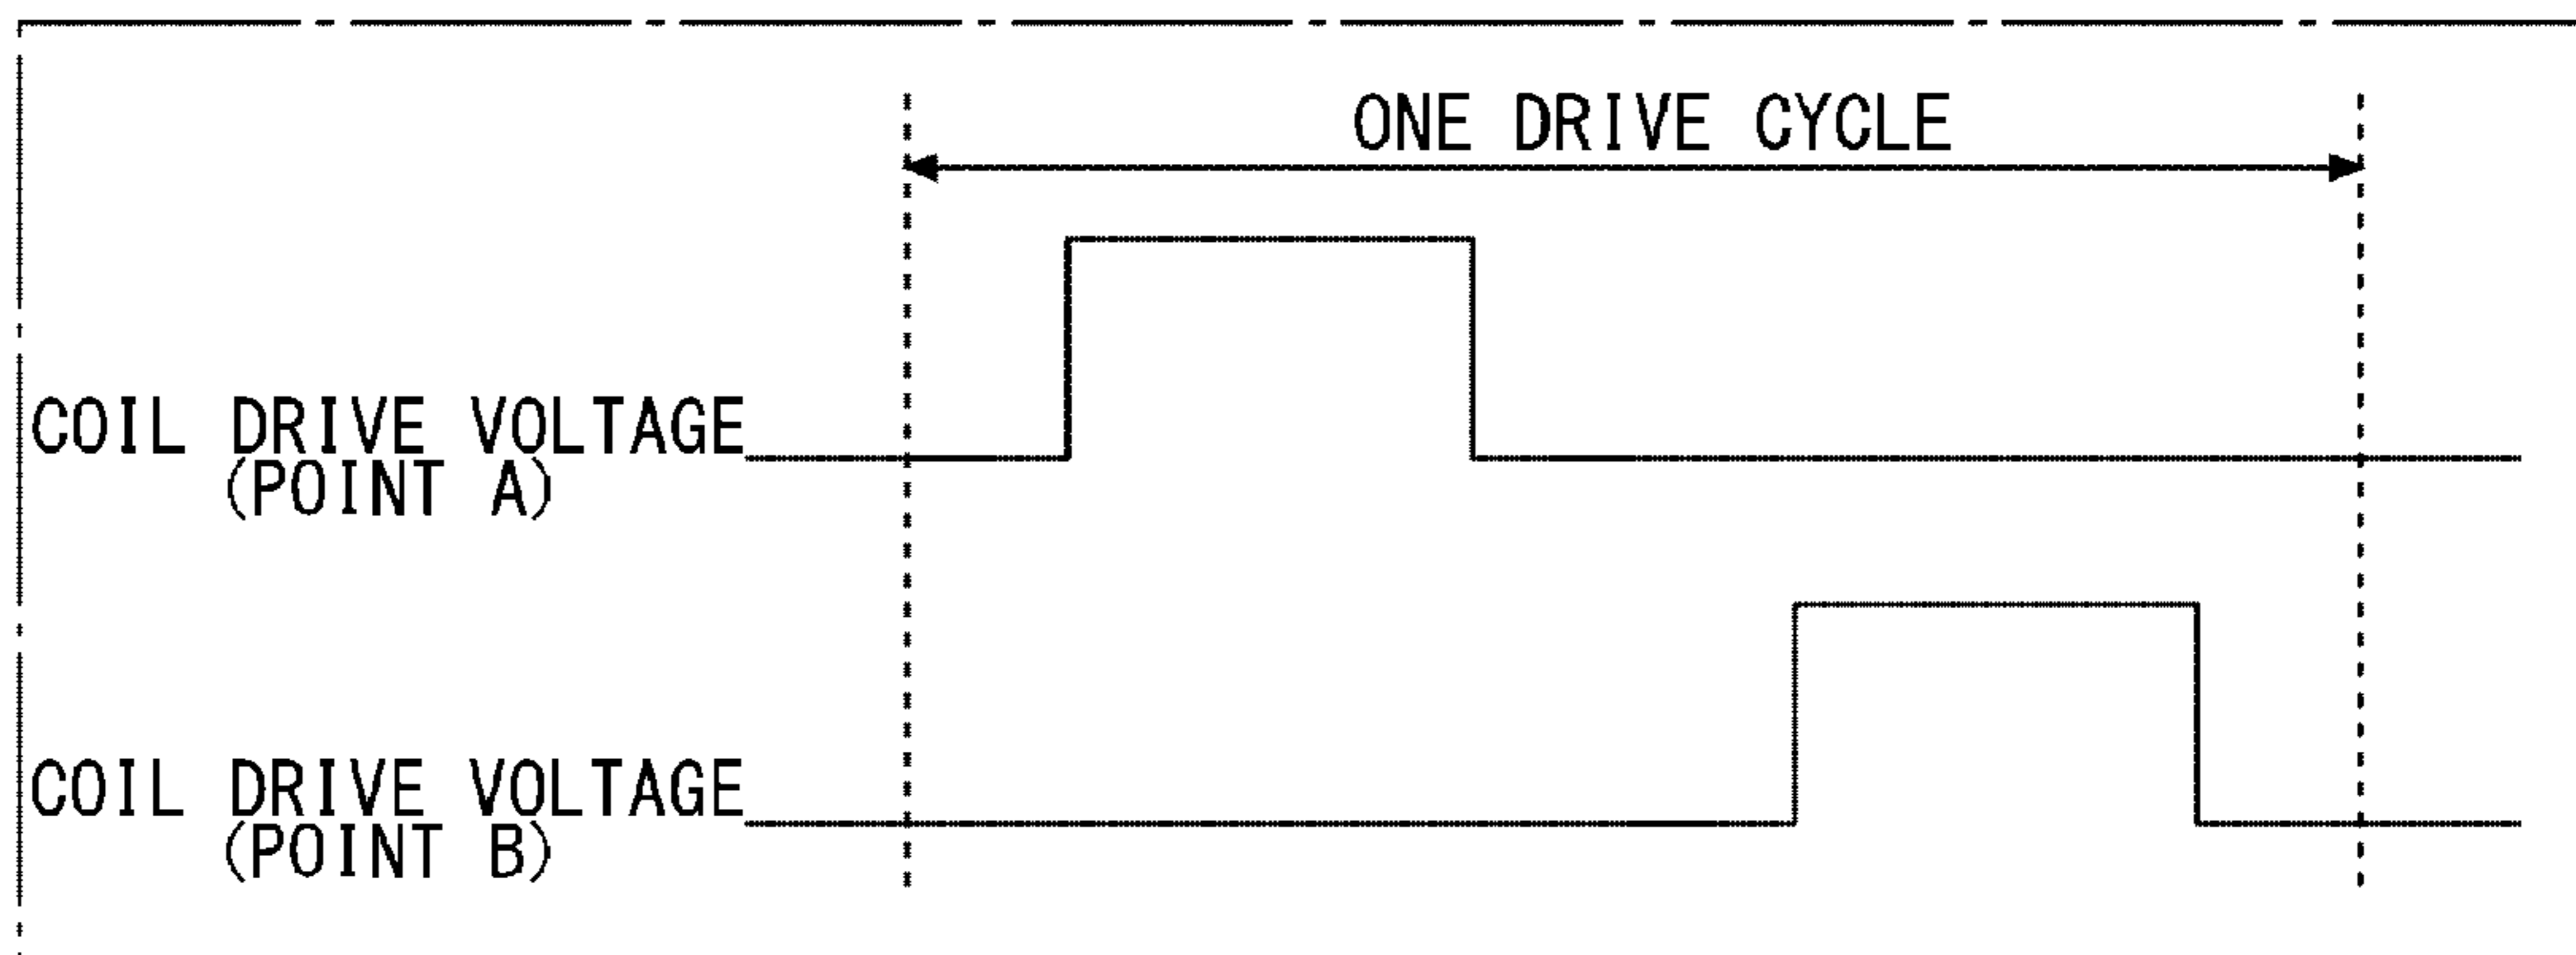 ONE DRIVE CYCLE
COIL DRIVE VOLTAGE
(POINT A)
COIL DRIVE VOLTAGE
(POINT B)